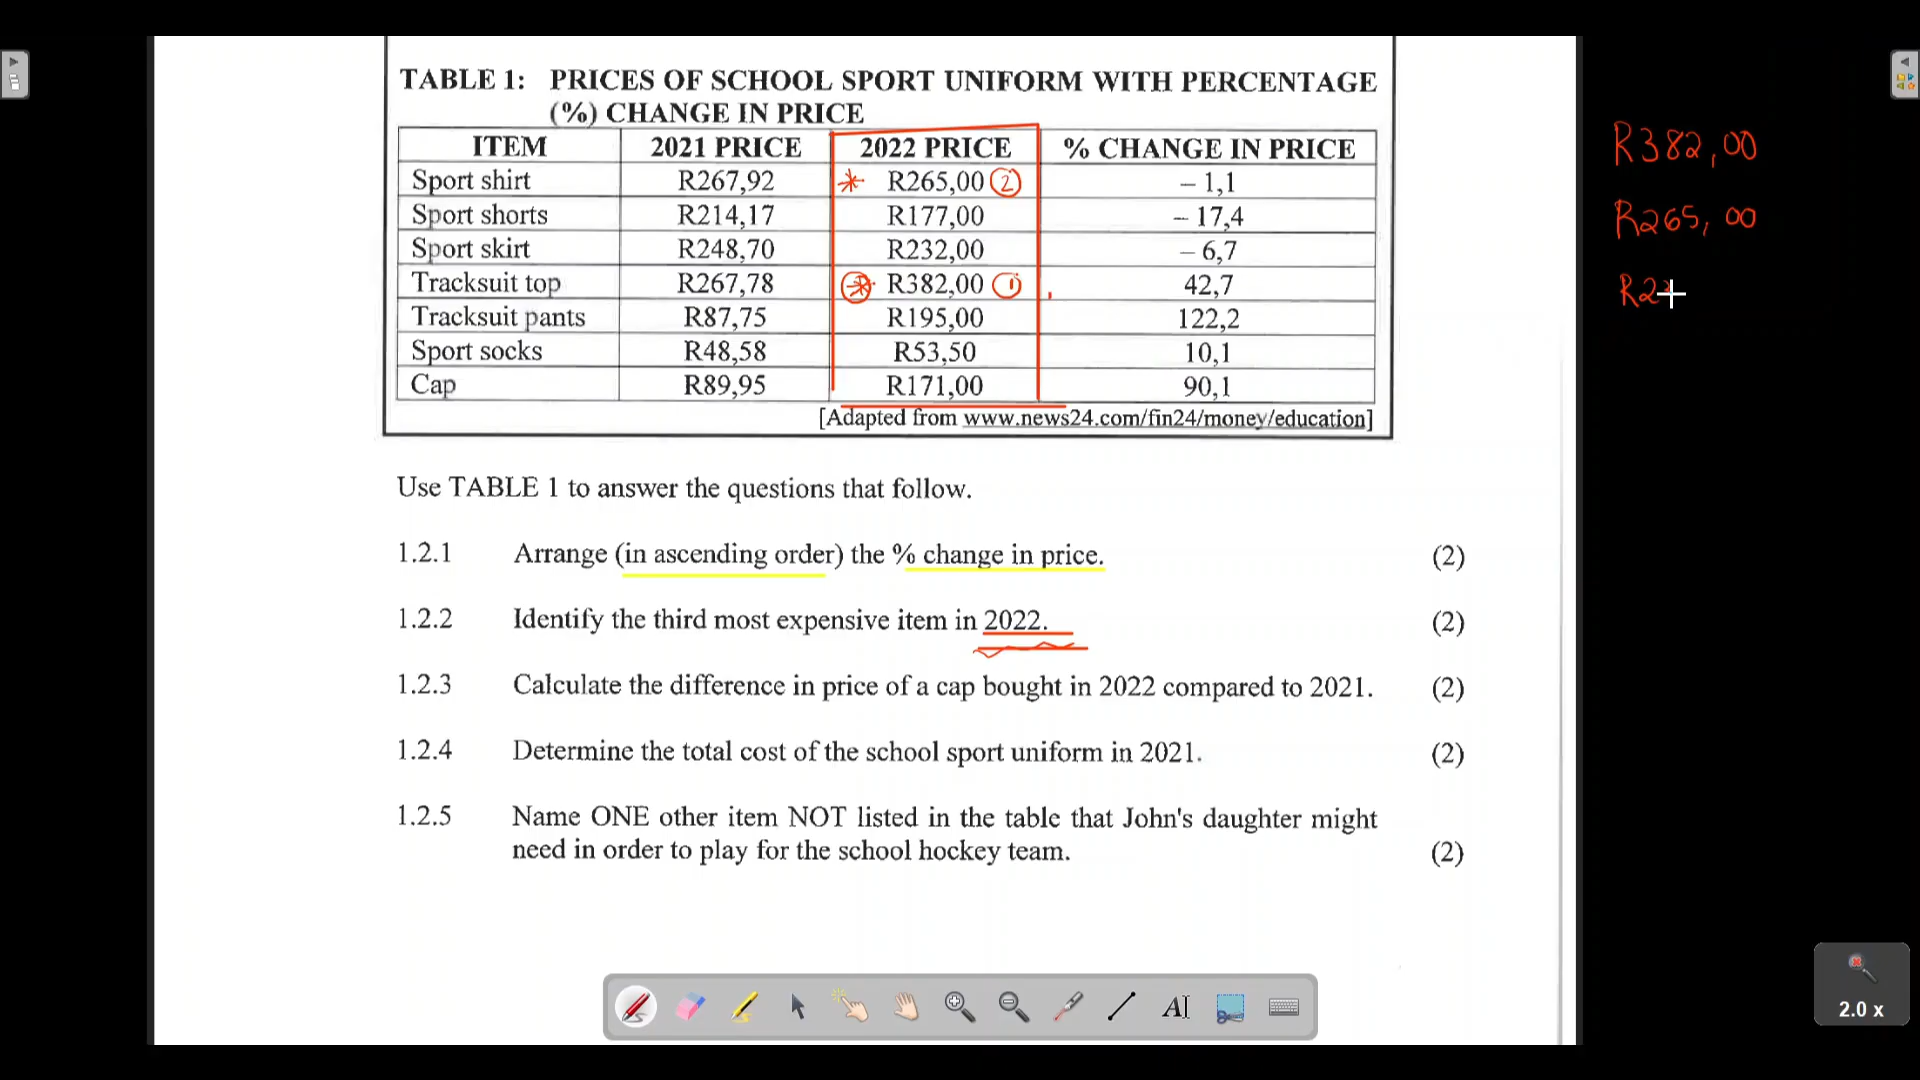 TABLE 1: PRICES OF SCHOOL SPORT UNIFORM WITH PERCENTAGE
(%) CHANGE IN PRICE
ITEM 2021 PRICE 2022 PRICE % CHANGE IN PRICE
Sport shirt R267,92 * R265,00 2 – 1,1
Sport shorts R214,17 R177,00 – 17,4
Sport skirt R248,70 R232,00 – 6,7
Tracksuit top R267,78 * R382,00 1 42,7
Tracksuit pants R87,75 R195,00 122,2
Sport socks R48,58 R53,50 10,1
Cap R89,95 R171,00 90,1
[Adapted from www.news24.com/fin24/money/education]
R382,00
R265,00
Use TABLE 1 to answer the questions that follow.
1.2.1 Arrange (in ascending order) the % change in price. (2)
1.2.2 Identify the third most expensive item in 2022. (2)
1.2.3 Calculate the difference in price of a cap bought in 2022 compared to 2021. (2)
1.2.4 Determine the total cost of the school sport uniform in 2021. (2)
1.2.5 Name ONE other item NOT listed in the table that John's daughter might
need in order to play for the school hockey team. (2)
A
2.0 x